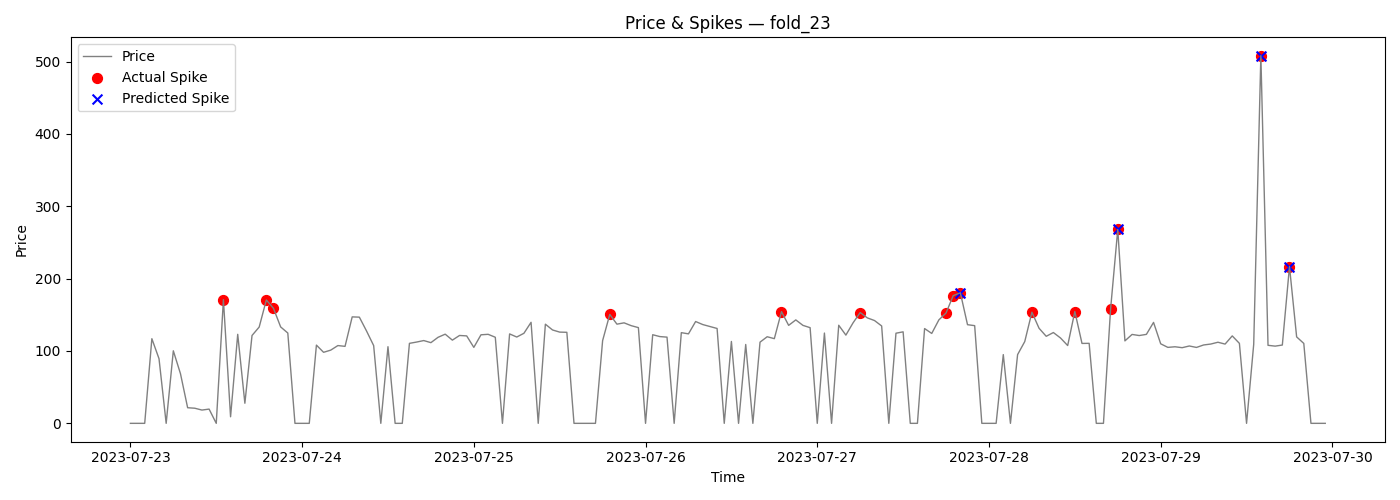 Price & Spikes — fold_23
Price
Actual Spike
Predicted Spike
500
400
300
200
100
0
Price
2023-07-23
2023-07-24
2023-07-25
2023-07-26
2023-07-27
2023-07-28
2023-07-29
2023-07-30
Time